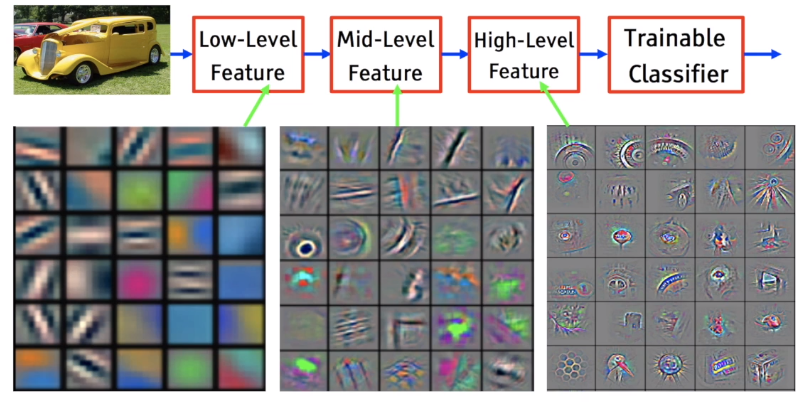 Low-Level
Feature
Mid-Level
Feature
High-Level
Feature
Trainable
Classifier